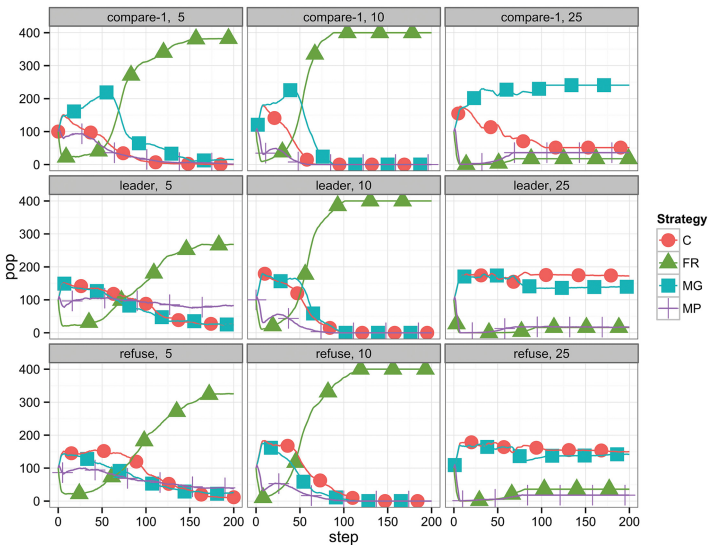 compare-1, 5
compare-1, 10
compare-1, 25
400
300
200
100
0
leader, 5
leader, 10
leader, 25
400
300
200
100
0
refuse, 5
refuse, 10
refuse, 25
400
300
200
100
0
0 50 100 150 200
0 50 100 150 200
0 50 100 150 200
step
pop
Strategy
C
FR
MG
MP